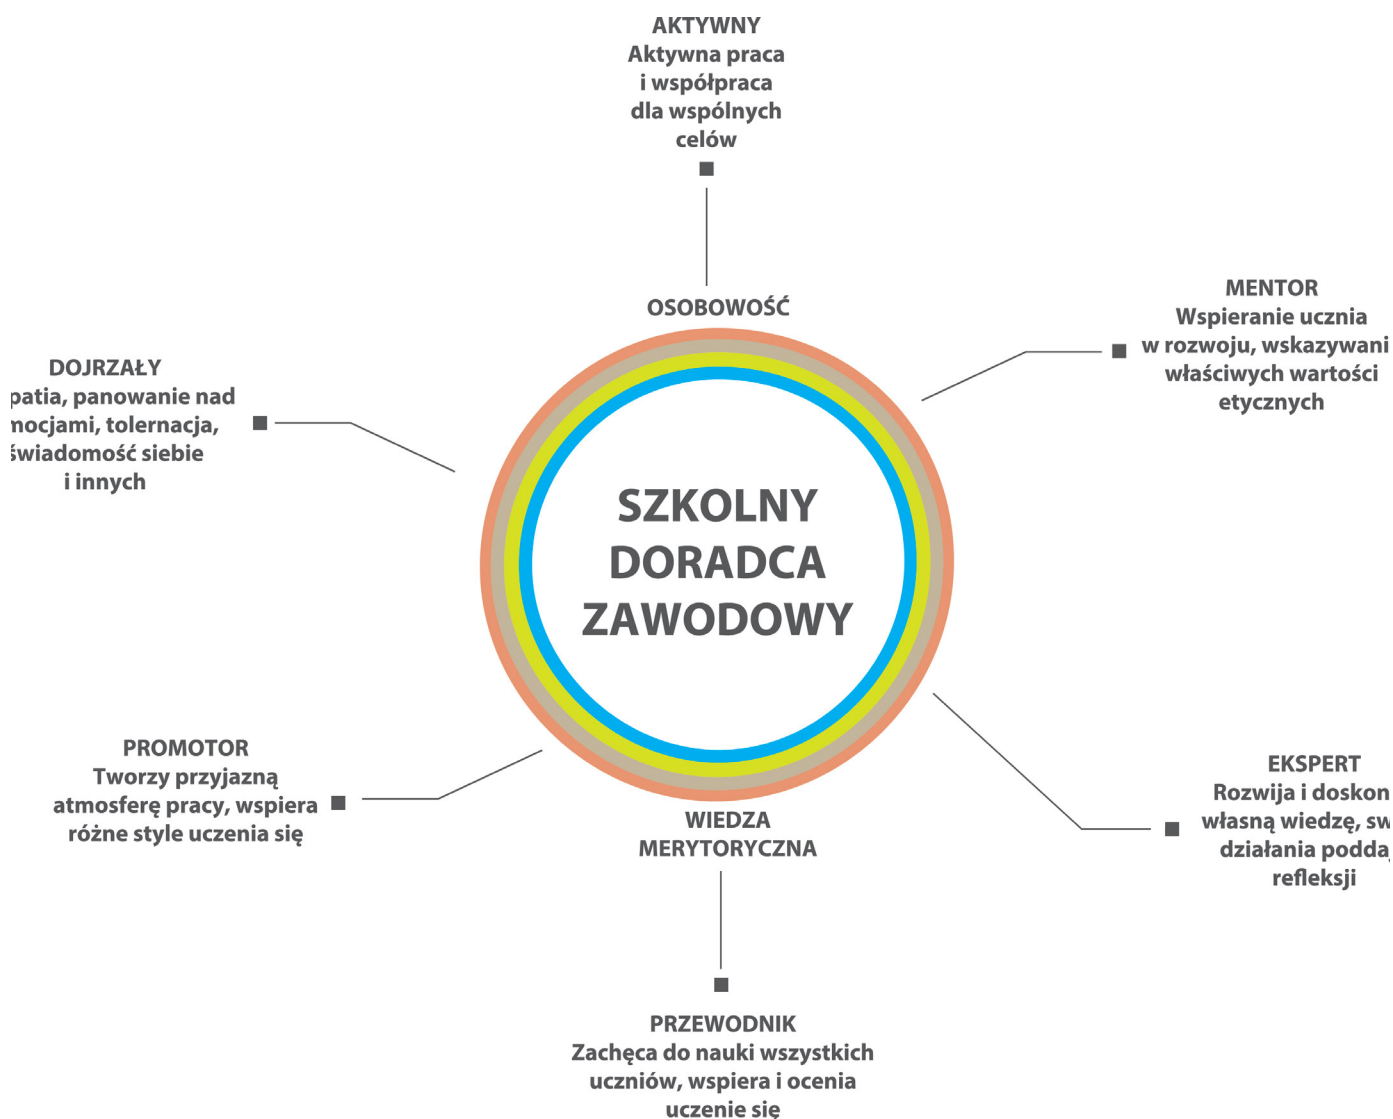 AKTYWNY
Aktywna praca
i współpraca
dla wspólnych
celów
OSOBOWOŚĆ
MENTOR
Wspieranie ucznia
w rozwoju, wskazywani
właściwych wartości
etycznych
DOJRZAŁY
patia, panowanie nad
mocjami, tolernacja,
świadomość siebie
i innych
SZKOLNY
DORADCA
ZAWODOWY
PROMOTOR
Tworzy przyjazną
atmosferę pracy, wspiera
różne style uczenia się
WIEDZA
MERYTORYCZNA
EKSPERT
Rozwija i doskon
własną wiedzę, sw
działania podda
refleksji
PRZEWODNIK
Zachęca do nauki wszystkich
uczniów, wspiera i ocenia
uczenie się